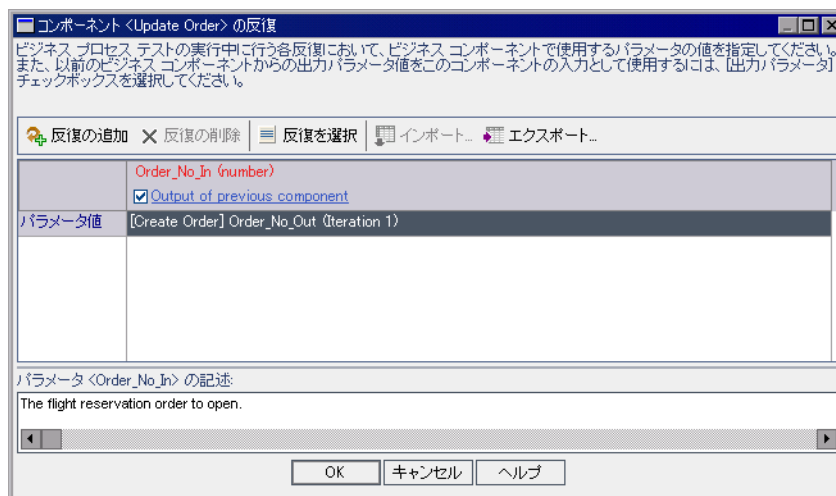 コンポーネント <Update Order> の反復
ビジネス プロセス テストの実行中に行う各反復において、ビジネス コンポーネントで使用するパラメータの値を指定してください。
また、以前のビジネス コンポーネントからの出力パラメータ値をこのコンポーネントの入力として使用するには、[出力パラメータ]
チェックボックスを選択してください。
反復の追加 反復の削除 反復を選択 インポート... エクスポート...
Order_No_In (number)
Output of previous component
パラメータ値 [Create Order] Order_No_Out (Iteration 1)
パラメータ <Order_No_In> の記述:
The flight reservation order to open.
OK キャンセル ヘルプ